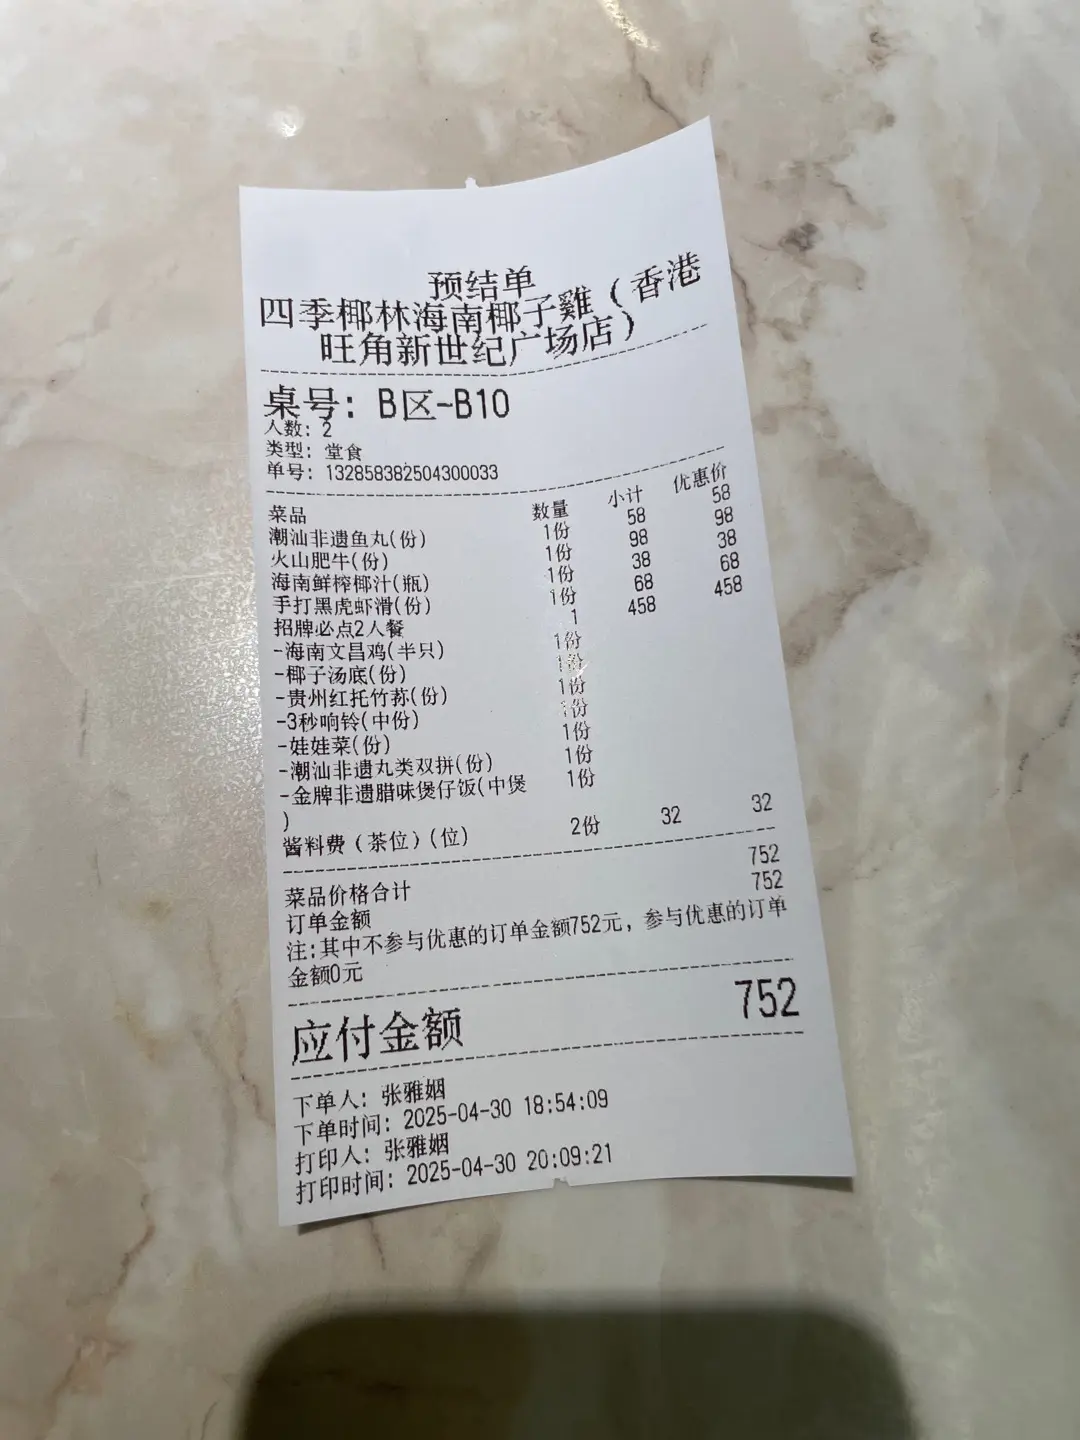 预结单
四季椰林海南椰子雞（香港
旺角新世纪广场店）
桌号: B区-B10
人数: 2
类型: 堂食
单号: 132858382504300033
菜品 数量 小计 优惠价
潮汕非遗鱼丸(份) 1份 58 58
火山肥牛(份) 1份 98 98
海南鲜榨椰汁(瓶) 1份 38 38
手打黑虎虾滑(份) 1份 68 68
招牌必点2人餐 1 458 458
-海南文昌鸡(半只) 1份
-椰子汤底(份) 1份
-贵州红托竹荪(份) 1份
-3秒响铃(中份) 1份
-娃娃菜(份) 1份
-潮汕非遗丸类双拼(份) 1份
-金牌非遗腊味煲仔饭(中煲 1份
)
酱料费（茶位）(位) 2份 32 32
菜品价格合计 752
订单金额 752
注:其中不参与优惠的订单金额752元，参与优惠的订单
金额0元
应付金额 752
下单人: 张雅姻
下单时间: 2025-04-30 18:54:09
打印人: 张雅姻
打印时间: 2025-04-30 20:09:21